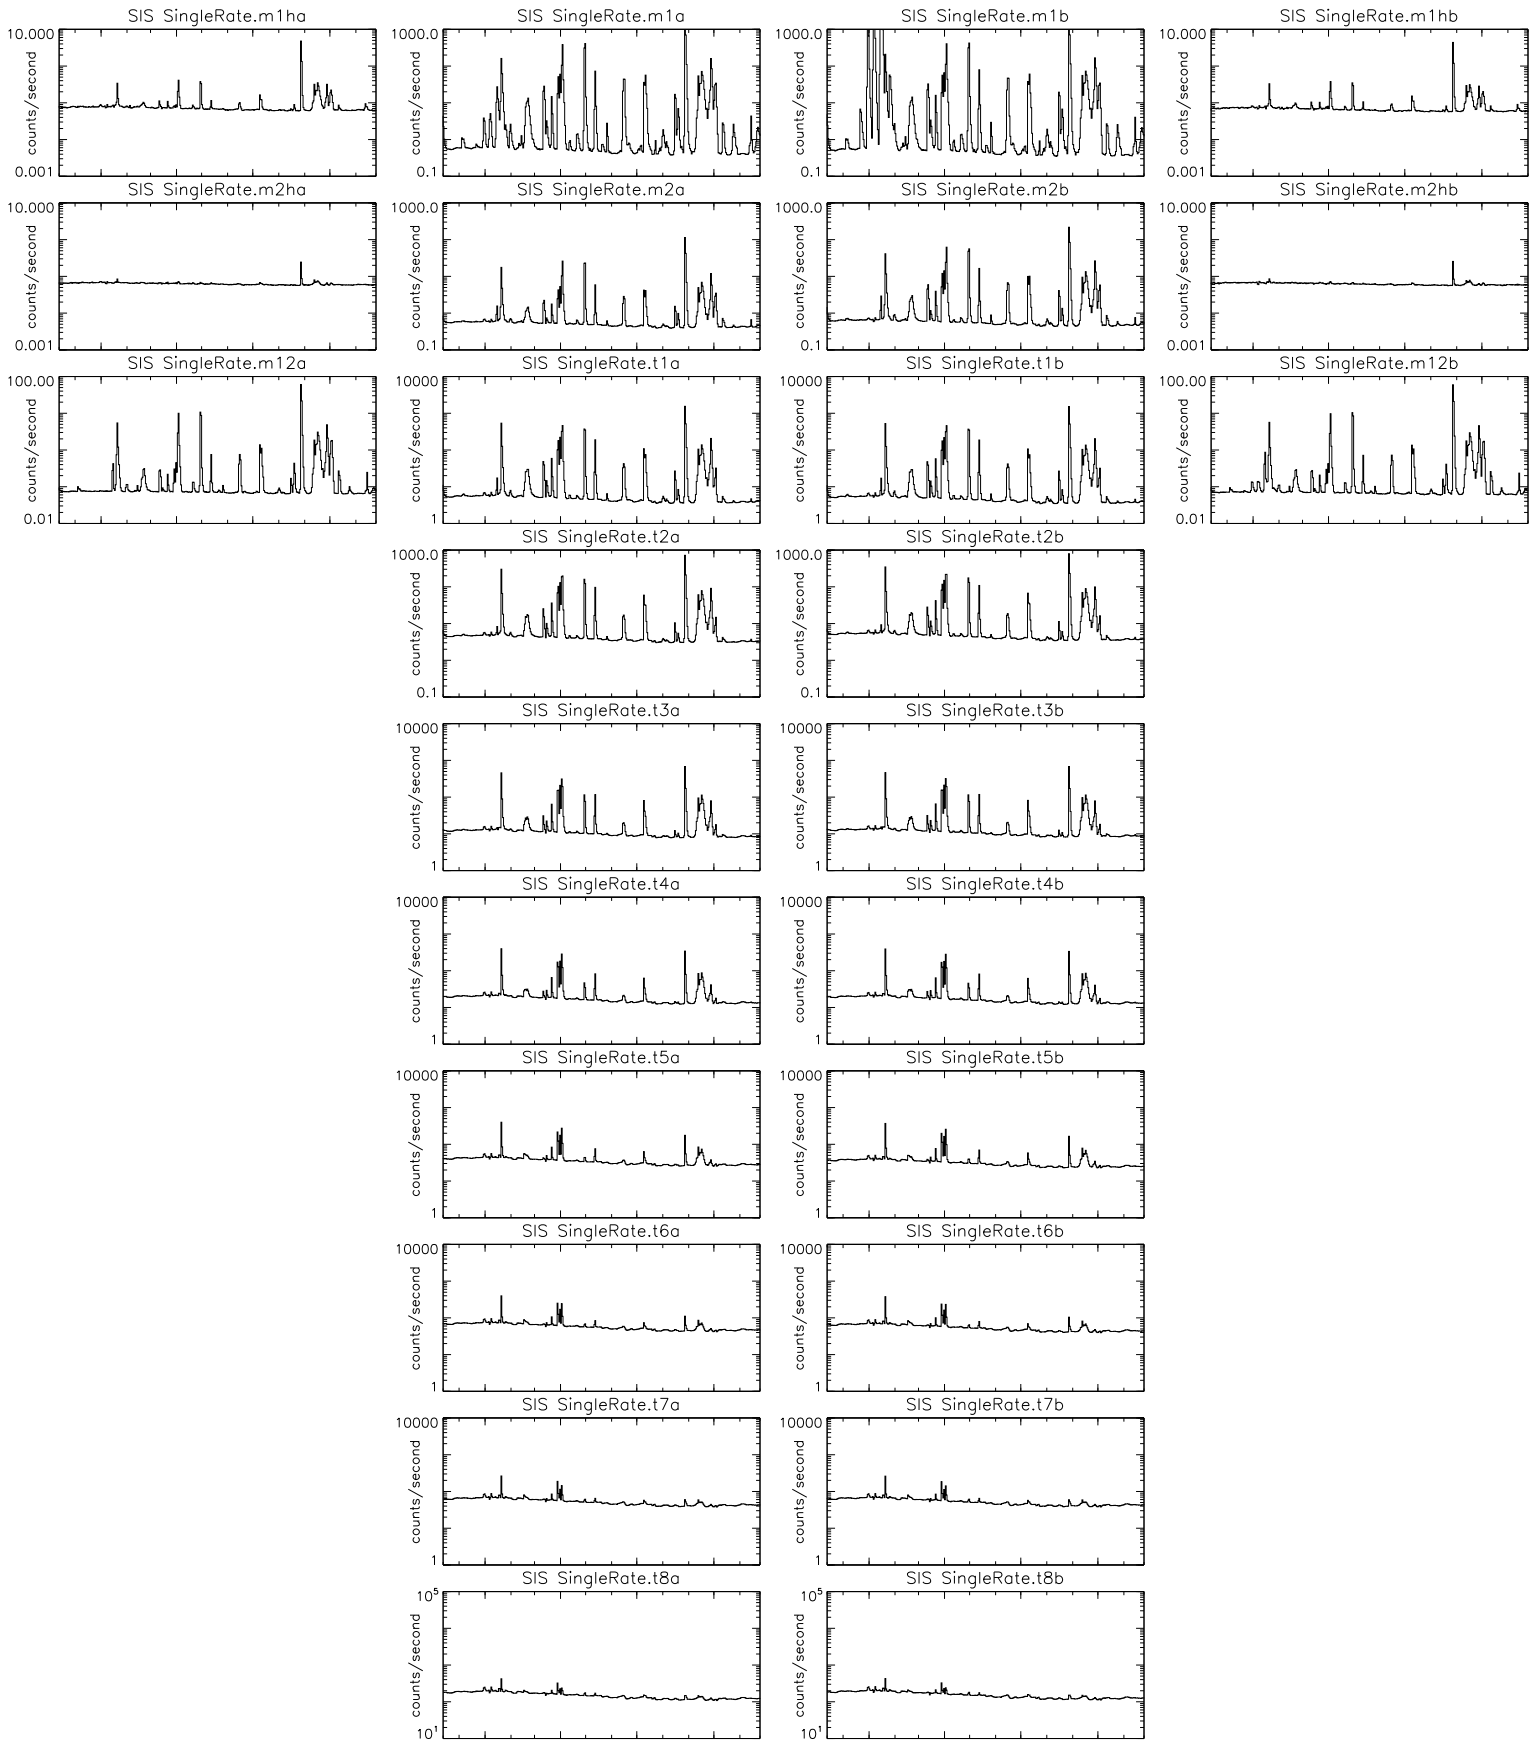 SIS SingleRate.m1ha SIS SingleRate.m1a SIS SingleRate.m1b SIS SingleRate.m1hb
10.000 1000.0 1000.0 10.000
counts/second counts/second counts/second counts/second
0.001 0.1 0.1 0.001
SIS SingleRate.m2ha SIS SingleRate.m2a SIS SingleRate.m2b SIS SingleRate.m2hb
10.000 1000.0 1000.0 10.000
counts/second counts/second counts/second counts/second
0.001 0.1 0.1 0.001
SIS SingleRate.m12a SIS SingleRate.t1a SIS SingleRate.t1b SIS SingleRate.m12b
100.00 10000 10000 100.00
counts/second counts/second counts/second counts/second
0.01 1 1 0.01
SIS SingleRate.t2a SIS SingleRate.t2b
1000.0 1000.0
counts/second counts/second
0.1 0.1
SIS SingleRate.t3a SIS SingleRate.t3b
10000 10000
counts/second counts/second
1 1
SIS SingleRate.t4a SIS SingleRate.t4b
10000 10000
counts/second counts/second
1 1
SIS SingleRate.t5a SIS SingleRate.t5b
10000 10000
counts/second counts/second
1 1
SIS SingleRate.t6a SIS SingleRate.t6b
10000 10000
counts/second counts/second
1 1
SIS SingleRate.t7a SIS SingleRate.t7b
10000 10000
counts/second counts/second
1 1
SIS SingleRate.t8a SIS SingleRate.t8b
10⁵ 10⁵
counts/second counts/second
10¹ 10¹